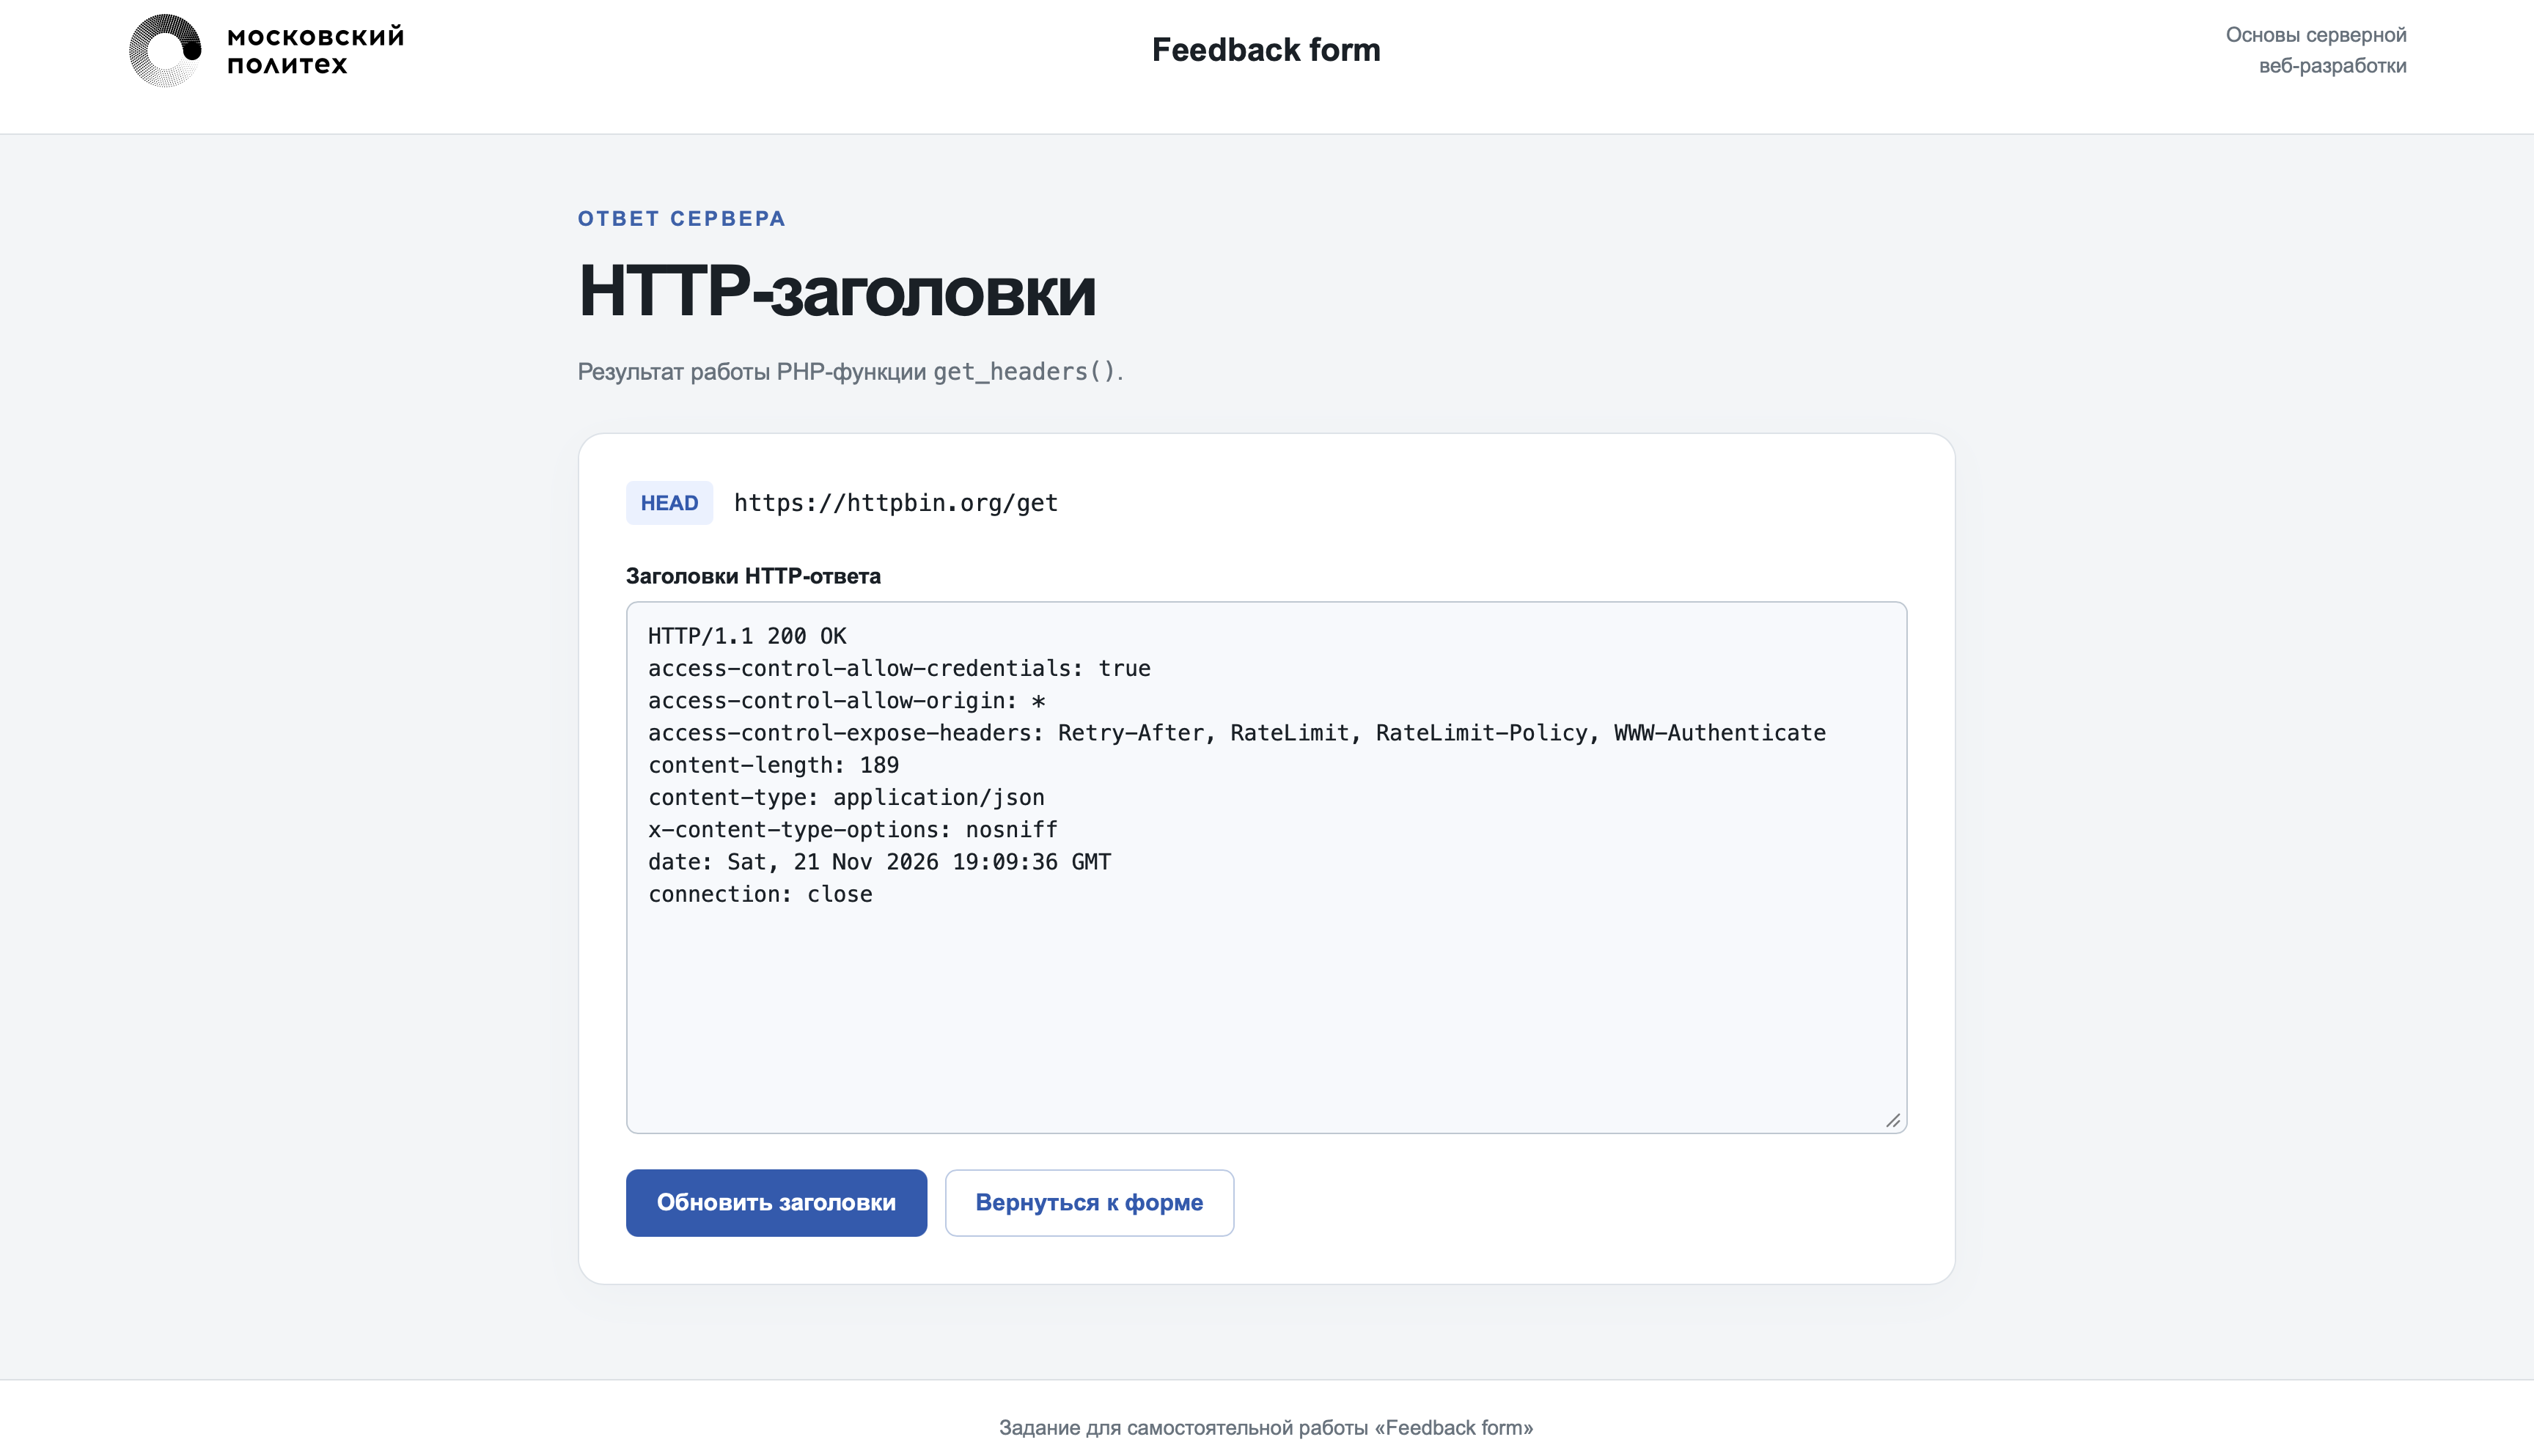 московский
политех
Feedback form
Основы серверной
веб-разработки
ОТВЕТ СЕРВЕРА
HTTP-заголовки
Результат работы PHP-функции get_headers().
HEAD https://httpbin.org/get
Заголовки HTTP-ответа
HTTP/1.1 200 OK
access-control-allow-credentials: true
access-control-allow-origin: *
access-control-expose-headers: Retry-After, RateLimit, RateLimit-Policy, WWW-Authenticate
content-length: 189
content-type: application/json
x-content-type-options: nosniff
date: Sat, 21 Nov 2026 19:09:36 GMT
connection: close
Обновить заголовки
Вернуться к форме
Задание для самостоятельной работы «Feedback form»